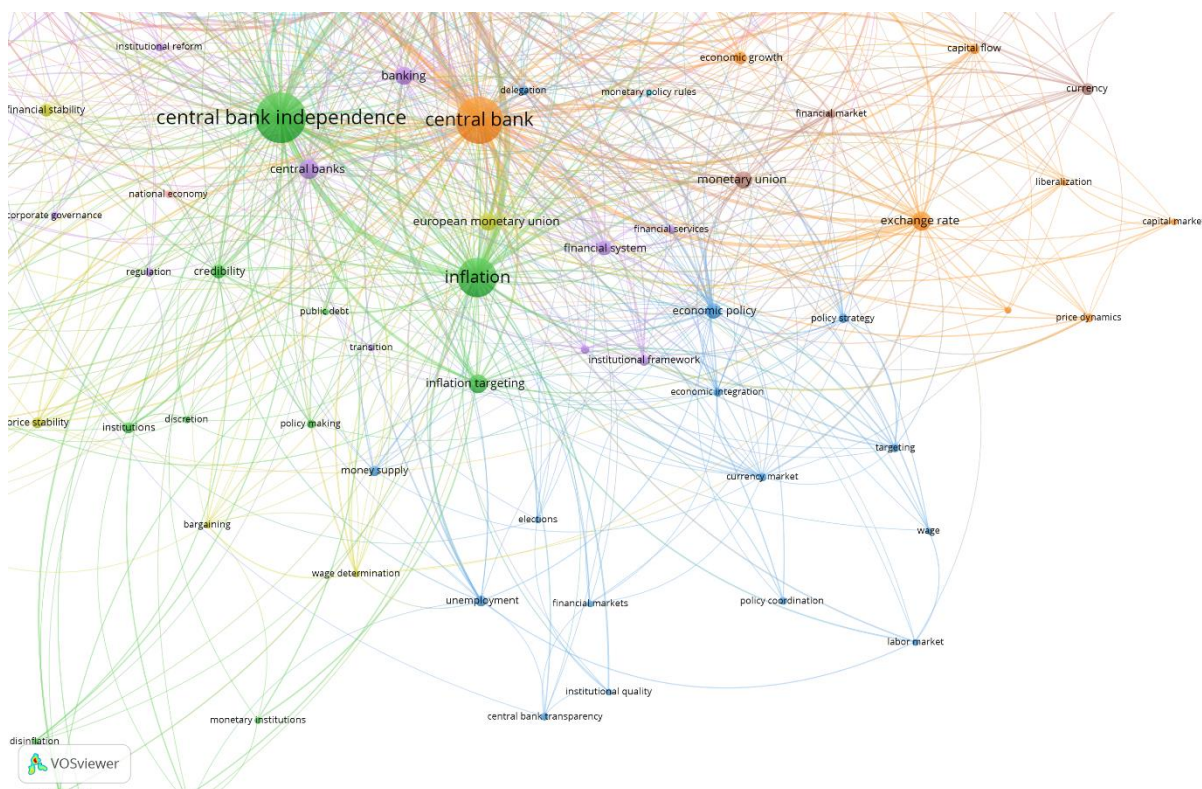 institutional reform
banking
economic growth
capital flow
financial stability
delegation
monetary policy rules
currency
central bank independence
central bank
financial market
central banks
monetary union
liberalization
national economy
corporate governance
european monetary union
financial services
exchange rate
capital marke
financial system
regulation
credibility
inflation
public debt
economic policy
policy strategy
price dynamics
transition
institutional framework
inflation targeting
economic integration
price stability
institutions
discretion
policy making
targeting
money supply
currency market
bargaining
elections
wage
wage determination
unemployment
financial markets
policy coordination
labor market
institutional quality
monetary institutions
central bank transparency
disinflation
VOSviewer